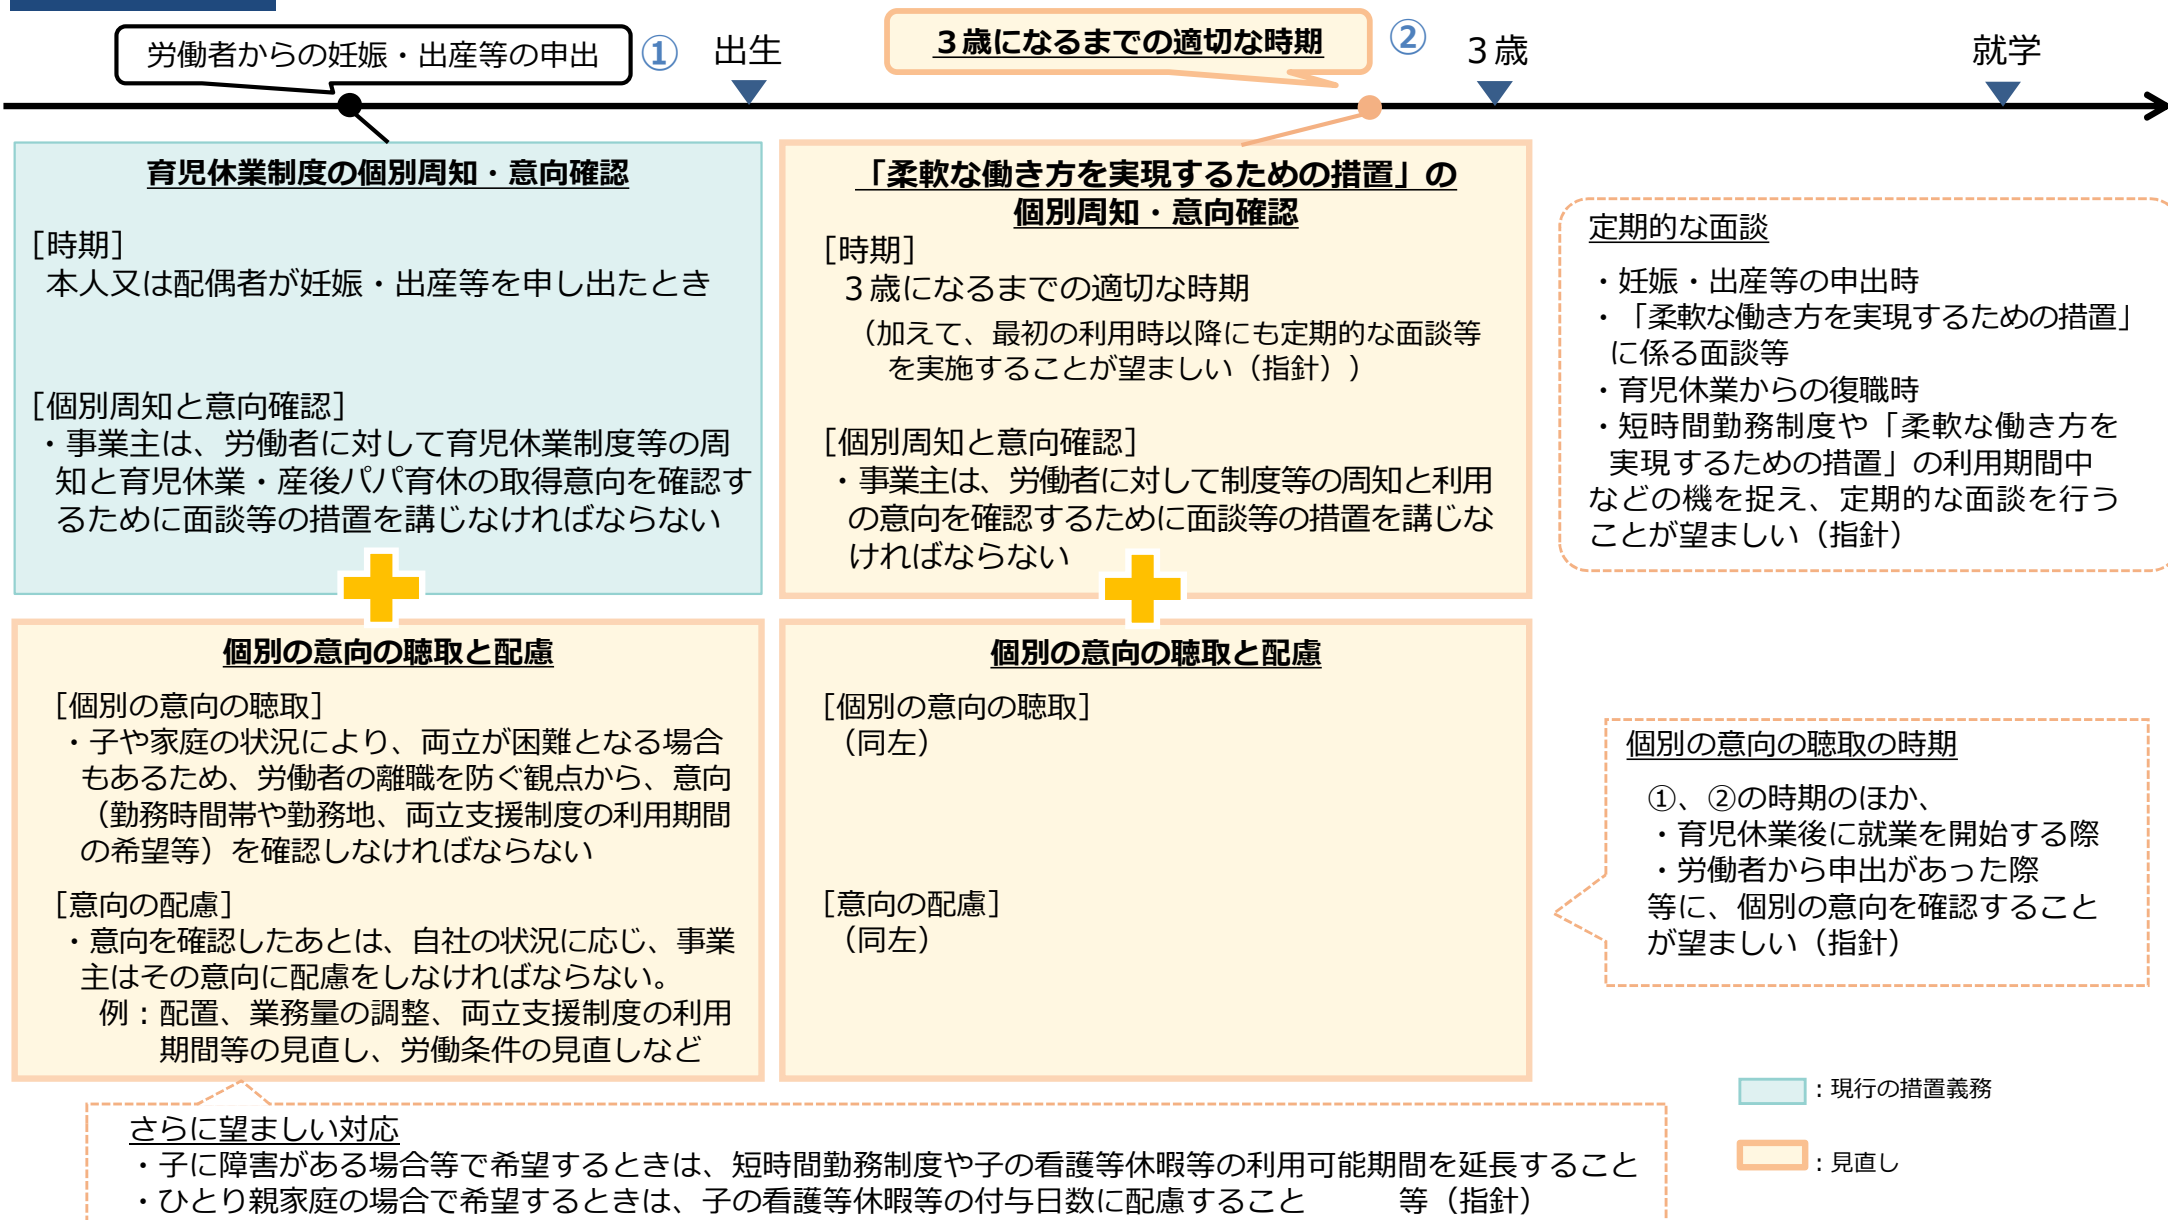 労働者からの妊娠・出産等の申出
①
出生
３歳になるまでの適切な時期
②
３歳
就学
育児休業制度の個別周知・意向確認
［時期］
本人又は配偶者が妊娠・出産等を申し出たとき
［個別周知と意向確認］
・事業主は、労働者に対して育児休業制度等の周
知と育児休業・産後パパ育休の取得意向を確認す
るために面談等の措置を講じなければならない
「柔軟な働き方を実現するための措置」の
個別周知・意向確認
［時期］
３歳になるまでの適切な時期
（加えて、最初の利用時以降にも定期的な面談等
を実施することが望ましい（指針））
［個別周知と意向確認］
・事業主は、労働者に対して制度等の周知と利用
の意向を確認するために面談等の措置を講じな
ければならない
定期的な面談
・妊娠・出産等の申出時
・「柔軟な働き方を実現するための措置」
に係る面談等
・育児休業からの復職時
・短時間勤務制度や「柔軟な働き方を
実現するための措置」の利用期間中
などの機を捉え、定期的な面談を行う
ことが望ましい（指針）
個別の意向の聴取と配慮
［個別の意向の聴取］
・子や家庭の状況により、両立が困難となる場合
もあるため、労働者の離職を防ぐ観点から、意向
（勤務時間帯や勤務地、両立支援制度の利用期間
の希望等）を確認しなければならない
［意向の配慮］
・意向を確認したあとは、自社の状況に応じ、事業
主はその意向に配慮をしなければならない。
例：配置、業務量の調整、両立支援制度の利用
期間等の見直し、労働条件の見直しなど
個別の意向の聴取と配慮
［個別の意向の聴取］
（同左）
［意向の配慮］
（同左）
個別の意向の聴取の時期
①、②の時期のほか、
・育児休業後に就業を開始する際
・労働者から申出があった際
等に、個別の意向を確認すること
が望ましい（指針）
：現行の措置義務
：見直し
さらに望ましい対応
・子に障害がある場合等で希望するときは、短時間勤務制度や子の看護等休暇等の利用可能期間を延長すること
・ひとり親家庭の場合で希望するときは、子の看護等休暇等の付与日数に配慮すること　　　等（指針）